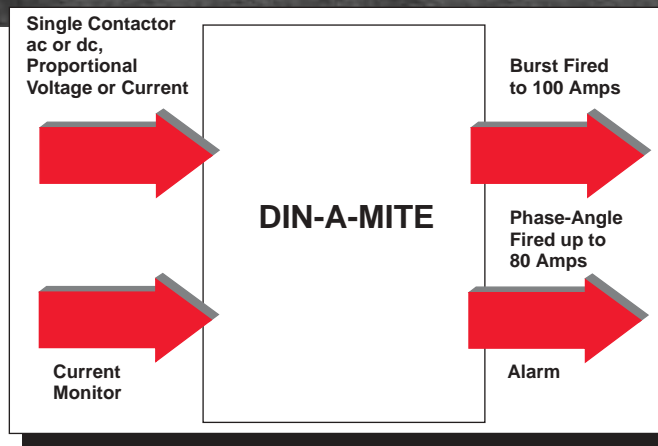 Single Contactor
ac or dc,
Proportional
Voltage or Current
Burst Fired
to 100 Amps
DIN-A-MITE
Phase-Angle
Fired up to
80 Amps
Current
Monitor
Alarm